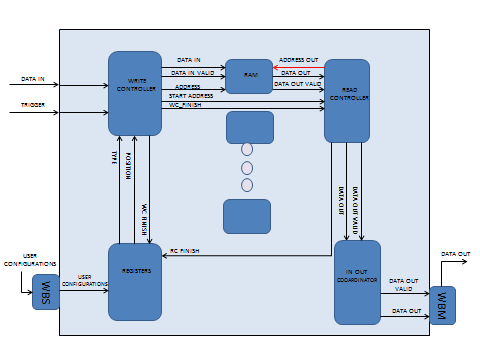 DATA IN
ADDRESS OUT
WRITE
CONTROLLER
DATA IN VALID
RAM
DATA OUT
DATA IN
ADDRESS
DATA OUT VALID
READ
CONTROLLER
START ADDRESS
TRIGGER
WC_FINISH
TYPE
POSITION
WC FINISH
DATA OUT
DATA OUT VALID
RC FINISH
USER
CONFIGURATIONS
REGISTERS
IN OUT
COORDINATOR
DATA OUT
WBS
USER
CONFIGURATIONS
DATA OUT
VALID
WBM
DATA OUT